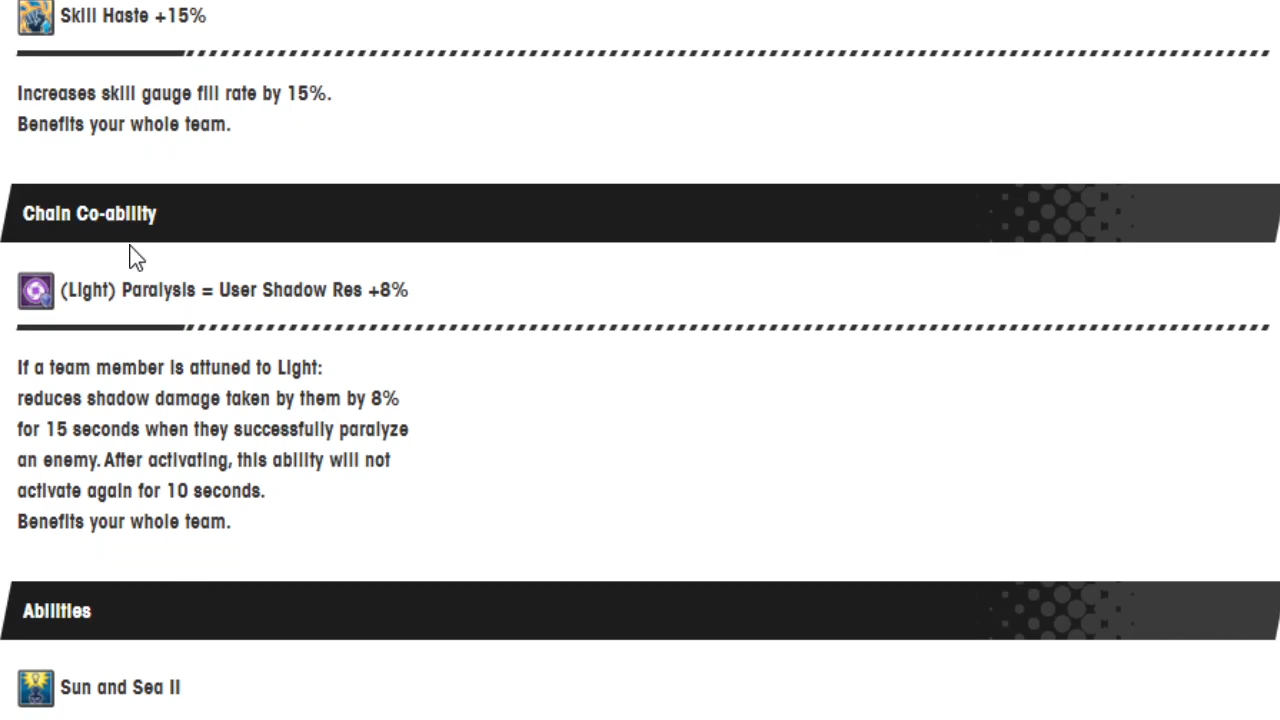 Skill Haste +15%
Increases skill gauge fill rate by 15%.
Benefits your whole team.
Chain Co-ability
(Light) Paralysis = User Shadow Res +8%
If a team member is attuned to Light:
reduces shadow damage taken by them by 8%
for 15 seconds when they successfully paralyze
an enemy. After activating, this ability will not
activate again for 10 seconds.
Benefits your whole team.
Abilities
Sun and Sea II